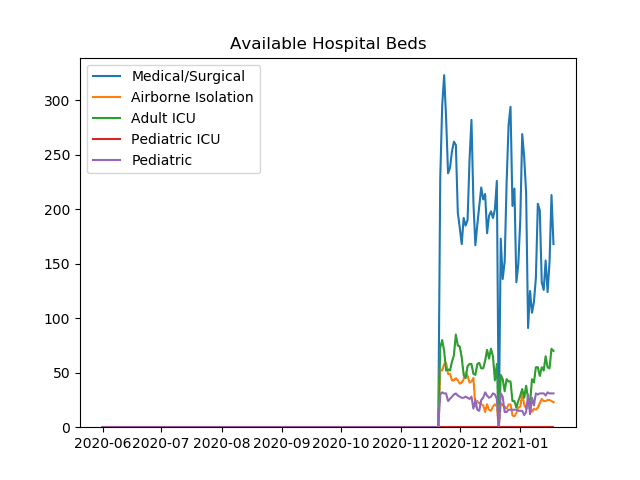 Available Hospital Beds
Medical/Surgical
Airborne Isolation
Adult ICU
Pediatric ICU
Pediatric
300
250
200
150
100
50
0
2020-06 2020-07 2020-08 2020-09 2020-10 2020-11 2020-12 2021-01